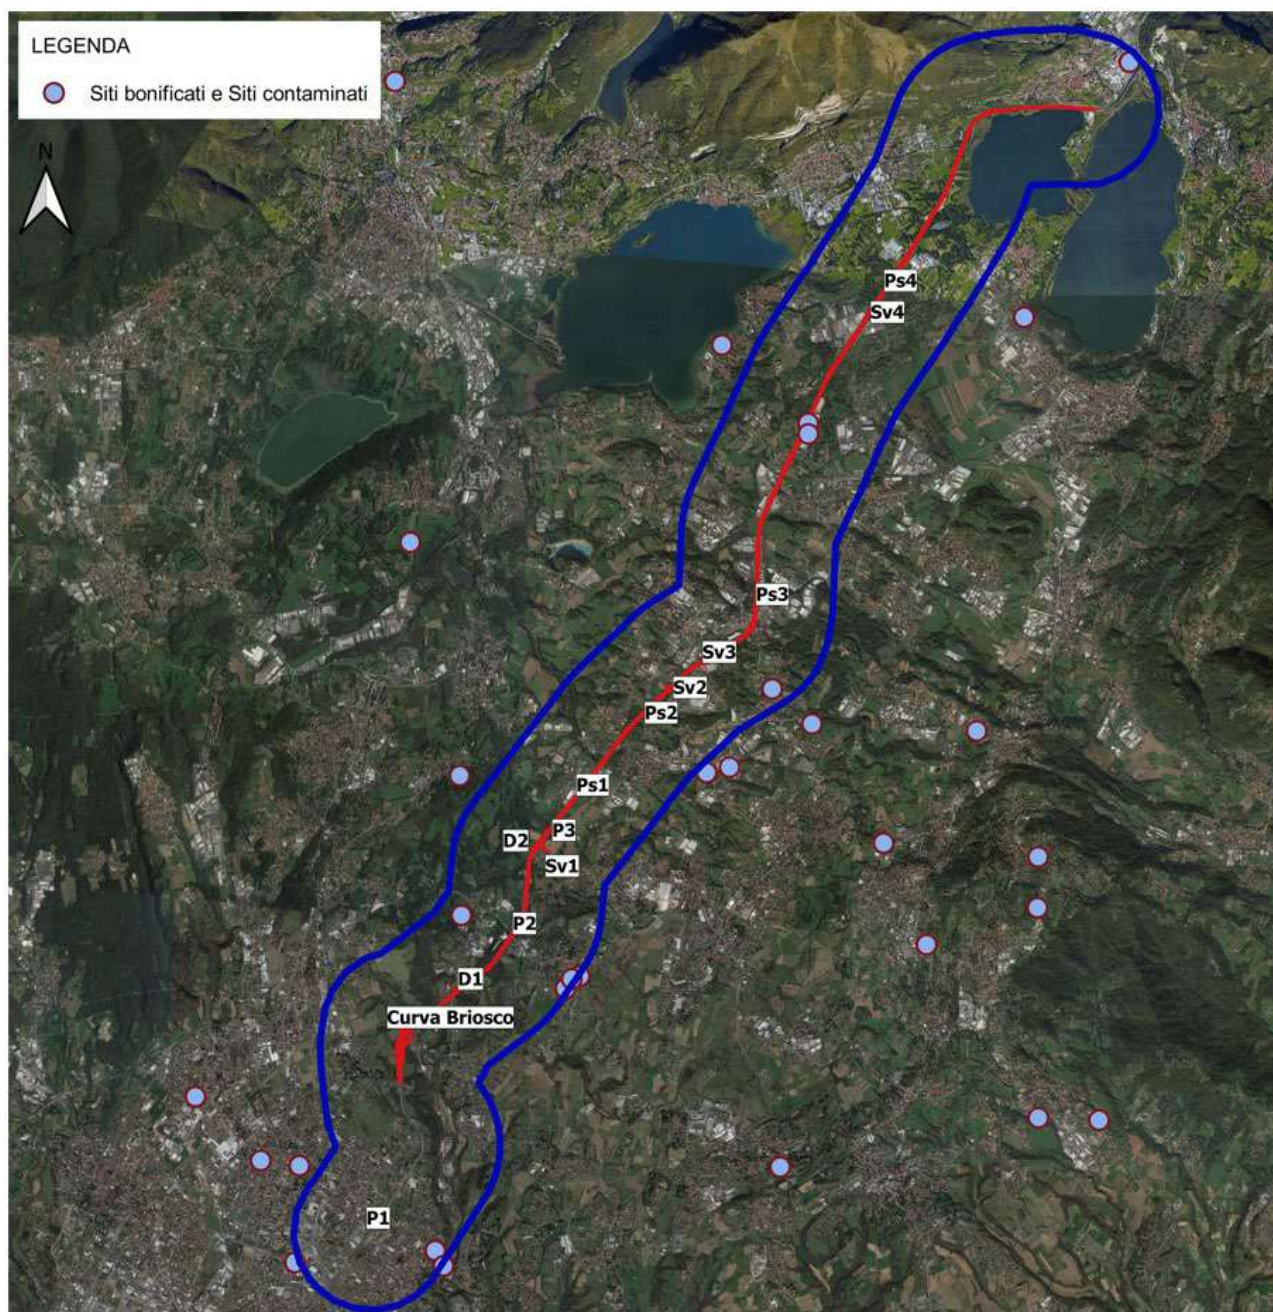 LEGENDA
Siti bonificati e Siti contaminati
N
Ps4
Sv4
Ps3
Sv3
Sv2
Ps2
Ps1
P3
D2
Sv1
P2
D1
Curva Briosco
P1